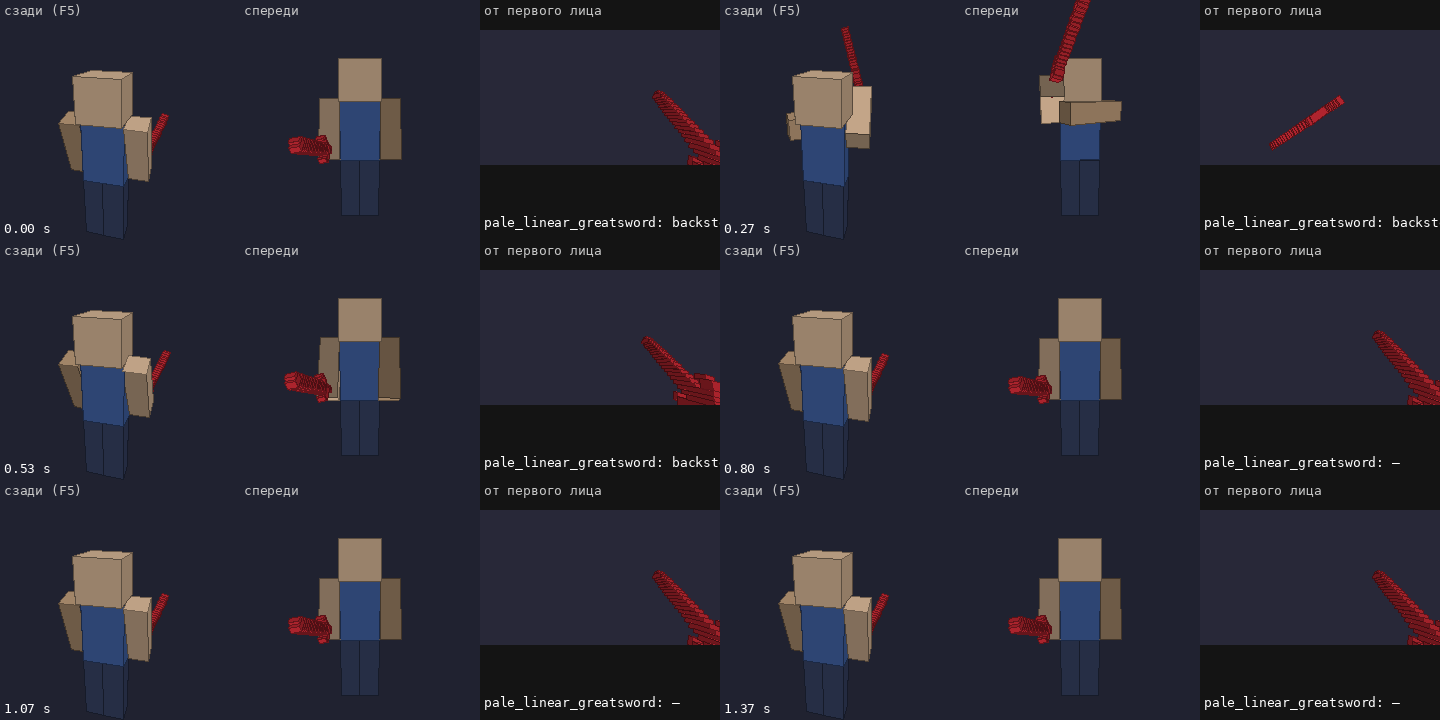 сзади (F5) спереди от первого лица сзади (F5) спереди от первого лица
pale_linear_greatsword: backst pale_linear_greatsword: backst
0.00 s 0.27 s
сзади (F5) спереди от первого лица сзади (F5) спереди от первого лица
pale_linear_greatsword: backst pale_linear_greatsword: —
0.53 s 0.80 s
сзади (F5) спереди от первого лица сзади (F5) спереди от первого лица
pale_linear_greatsword: — pale_linear_greatsword: —
1.07 s 1.37 s